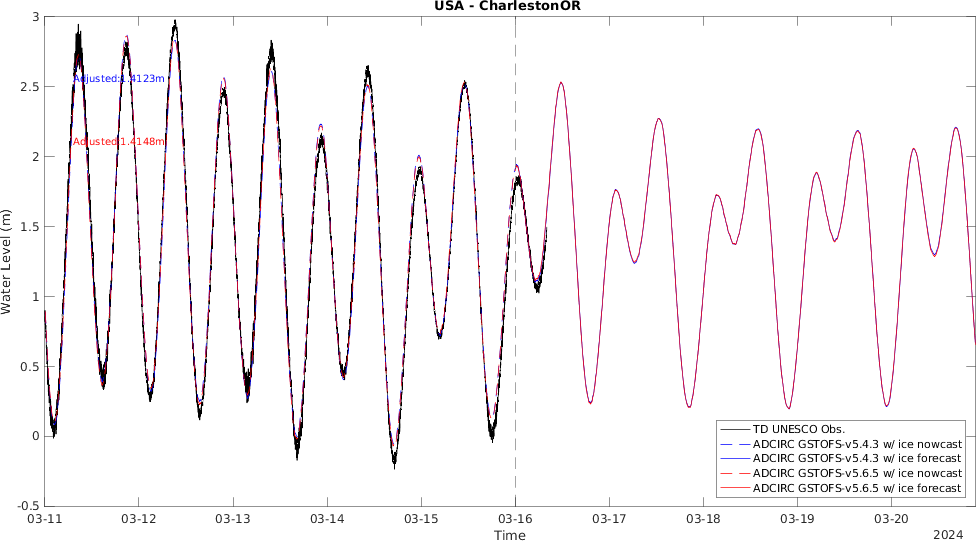 USA - CharlestonOR
3
2.5
2
1.5
1
0.5
0
-0.5
Water Level (m)
Adjusted:1.4123m
Adjusted:1.4148m
TD UNESCO Obs.
ADCIRC GSTOFS-v5.4.3 w/ ice nowcast
ADCIRC GSTOFS-v5.4.3 w/ ice forecast
ADCIRC GSTOFS-v5.6.5 w/ ice nowcast
ADCIRC GSTOFS-v5.6.5 w/ ice forecast
03-11 03-12 03-13 03-14 03-15 03-16 03-17 03-18 03-19 03-20
Time
2024